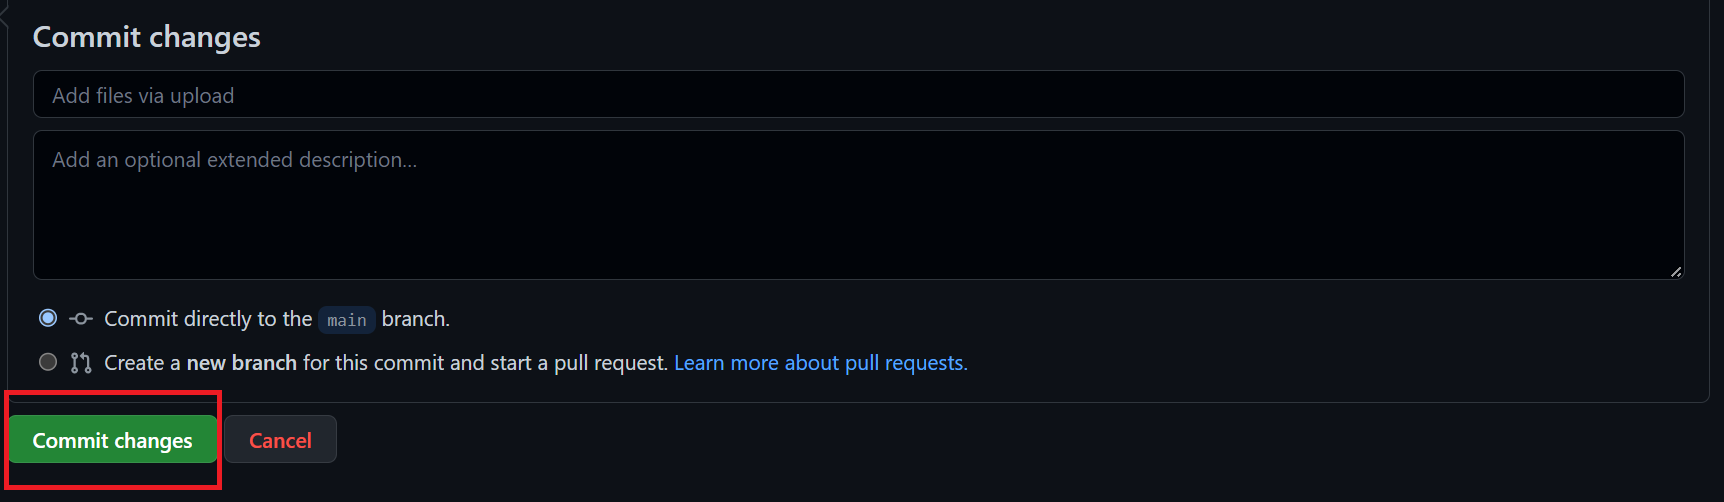 Commit changes
Add files via upload
Add an optional extended description...
Commit directly to the main branch.
Create a new branch for this commit and start a pull request. Learn more about pull requests.
Commit changes Cancel